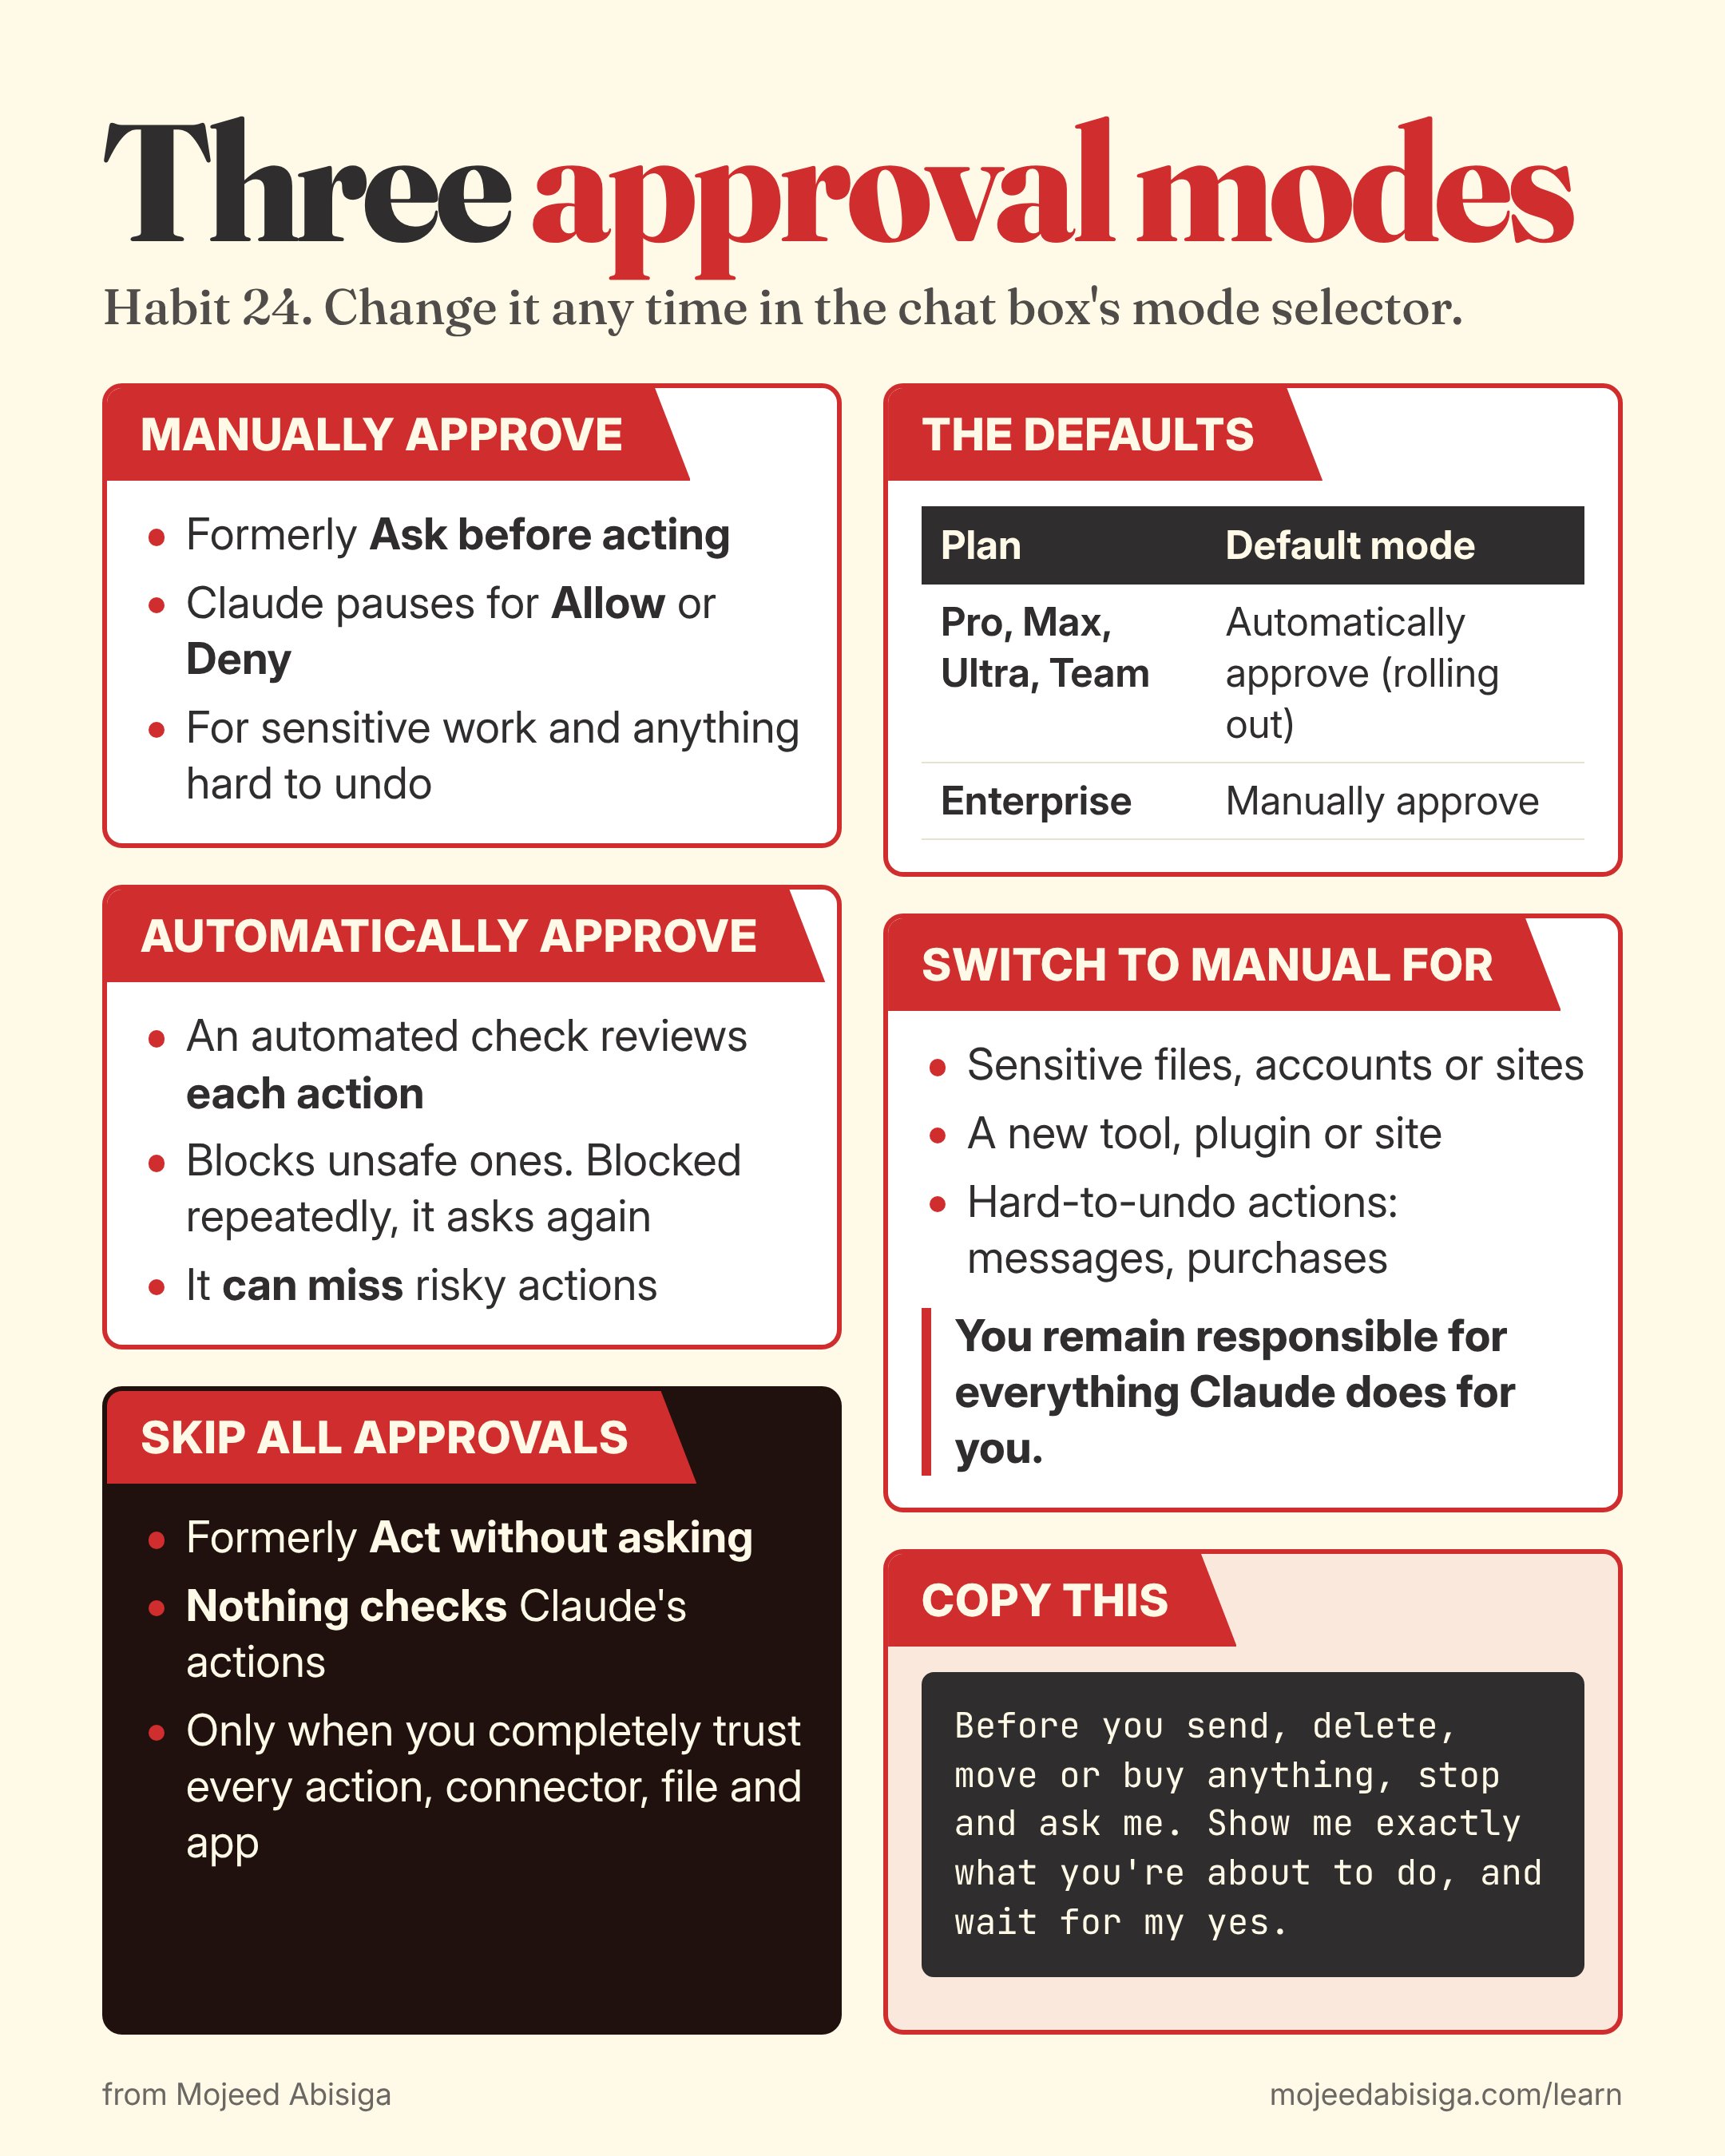 Three approval modes
Habit 24. Change it any time in the chat box's mode selector.
MANUALLY APPROVE
Formerly Ask before acting
Claude pauses for Allow or
Deny
For sensitive work and anything
hard to undo
AUTOMATICALLY APPROVE
An automated check reviews
each action
Blocks unsafe ones. Blocked
repeatedly, it asks again
It can miss risky actions
SKIP ALL APPROVALS
Formerly Act without asking
Nothing checks Claude's
actions
Only when you completely trust
every action, connector, file and
app
THE DEFAULTS
Plan Default mode
Pro, Max, Automatically
Ultra, Team approve (rolling
out)
Enterprise Manually approve
SWITCH TO MANUAL FOR
Sensitive files, accounts or sites
A new tool, plugin or site
Hard-to-undo actions:
messages, purchases
You remain responsible for
everything Claude does for
you.
COPY THIS
Before you send, delete,
move or buy anything, stop
and ask me. Show me exactly
what you're about to do, and
wait for my yes.
from Mojeed Abisiga
mojeedabisiga.com/learn